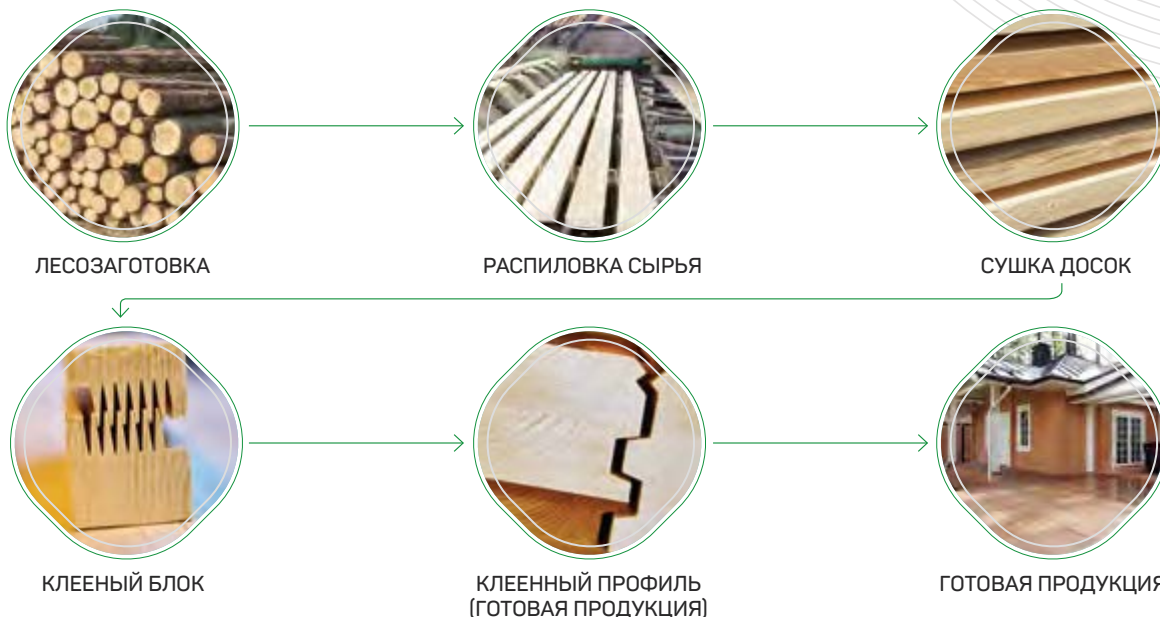 ЛЕСОЗАГОТОВКА
РАСПИЛОВКА СЫРЬЯ
СУШКА ДОСОК
КЛЕЕНЫЙ БЛОК
КЛЕЕННЫЙ ПРОФИЛЬ
(ГОТОВАЯ ПРОДУКЦИЯ)
ГОТОВАЯ ПРОДУКЦИЯ